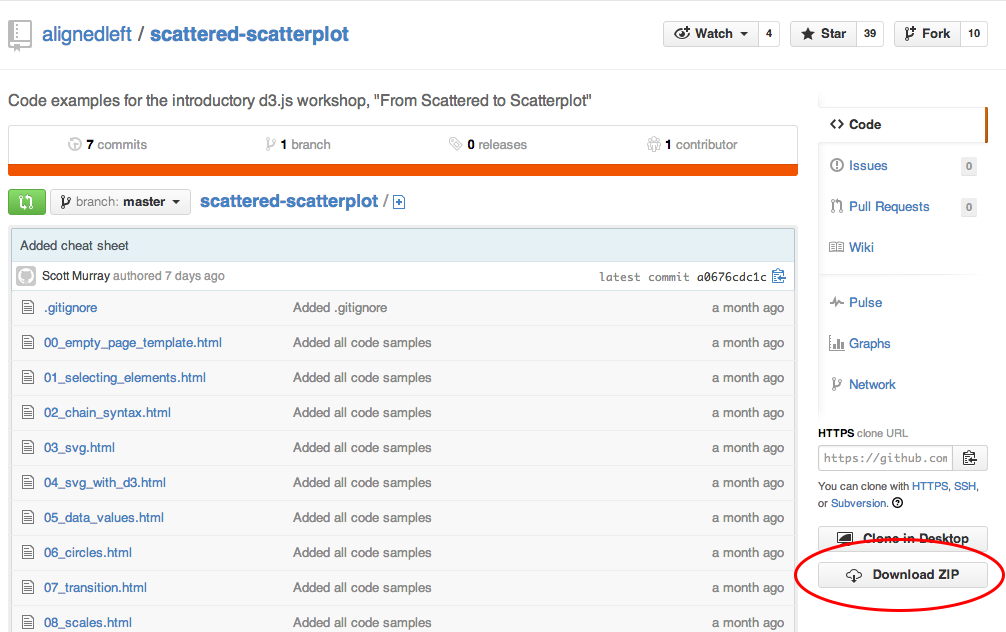 alignedleft / scattered-scatterplot
Watch 4 Star 39 Fork 10
Code examples for the introductory d3.js workshop, "From Scattered to Scatterplot"
7 commits 1 branch 0 releases 1 contributor
branch: master scattered-scatterplot /
Added cheat sheet
Scott Murray authored 7 days ago latest commit a0676cdc1c
.gitignore Added .gitignore a month ago
00_empty_page_template.html Added all code samples a month ago
01_selecting_elements.html Added all code samples a month ago
02_chain_syntax.html Added all code samples a month ago
03_svg.html Added all code samples a month ago
04_svg_with_d3.html Added all code samples a month ago
05_data_values.html Added all code samples a month ago
06_circles.html Added all code samples a month ago
07_transition.html Added all code samples a month ago
08_scales.html Added all code samples a month ago
Code
Issues 0
Pull Requests 0
Wiki
Pulse
Graphs
Network
HTTPS clone URL
https://github.com
You can clone with HTTPS, SSH,
or Subversion.
Clone in Desktop
Download ZIP